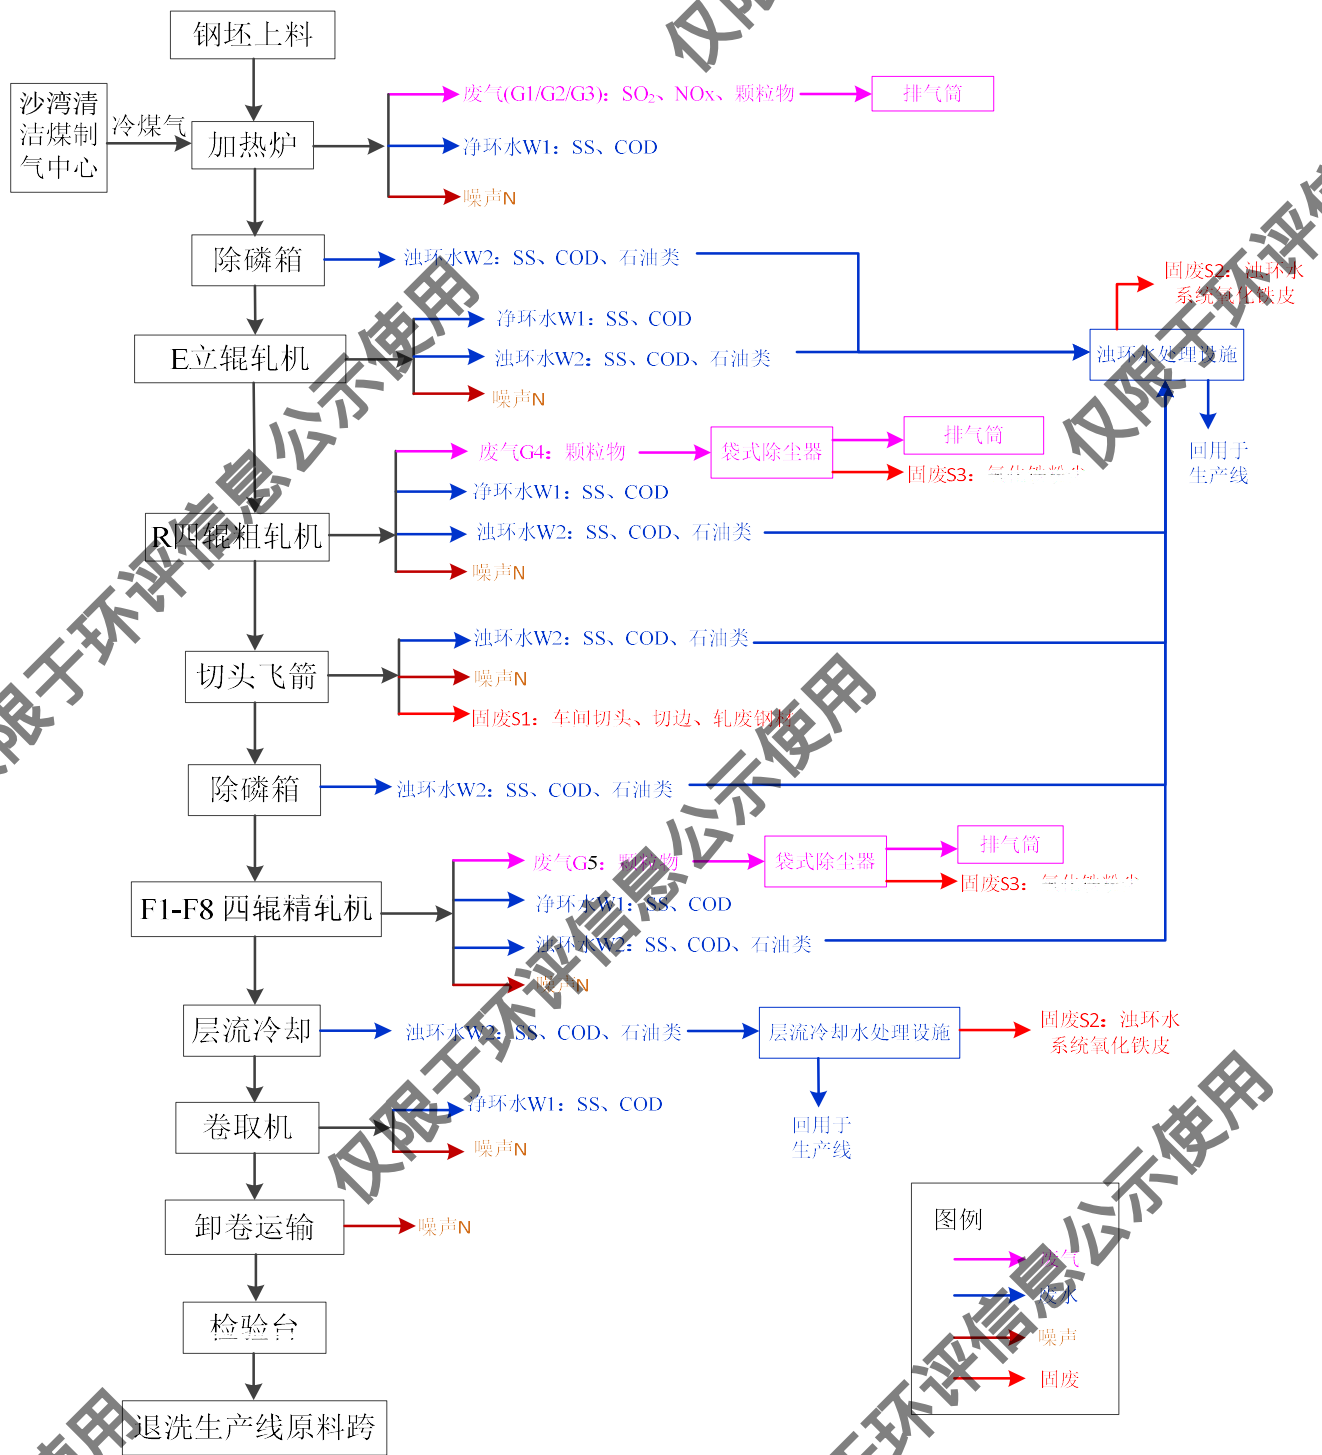 钢坯上料
沙湾清
洁煤制
气中心
冷煤气
加热炉
废气(G1/G2/G3)：SO₂、NOx、颗粒物
排气筒
净环水W1：SS、COD
噪声N
除磷箱
浊环水W2：SS、COD、石油类
固废S2：浊环水
系统氧化铁皮
E立辊轧机
净环水W1：SS、COD
浊环水W2：SS、COD、石油类
噪声N
浊环水处理设施
回用于
生产线
R四辊粗轧机
废气G4：颗粒物
袋式除尘器
排气筒
固废S3：
净环水W1：SS、COD
浊环水W2：SS、COD、石油类
噪声N
切头飞箭
浊环水W2：SS、COD、石油类
噪声N
固废S1：车间切头、切边、轧废钢材
除磷箱
浊环水W2：SS、COD、石油类
F1-F8 四辊精轧机
废气G5：颗粒物
袋式除尘器
排气筒
固废S3：
净环水W1：SS、COD
浊环水W2：SS、COD、石油类
噪声N
层流冷却
浊环水W2：SS、COD、石油类
层流冷却水处理设施
固废S2：浊环水
系统氧化铁皮
回用于
生产线
卷取机
净环水W1：SS、COD
噪声N
卸卷运输
噪声N
检验台
退洗生产线原料跨
图例
废气
废水
噪声
固废
仅限
仅限于环评信息公示使用
仅限于环评信息公示使用
仅限于环评信息公示使用
于环评信息公示使用
使用